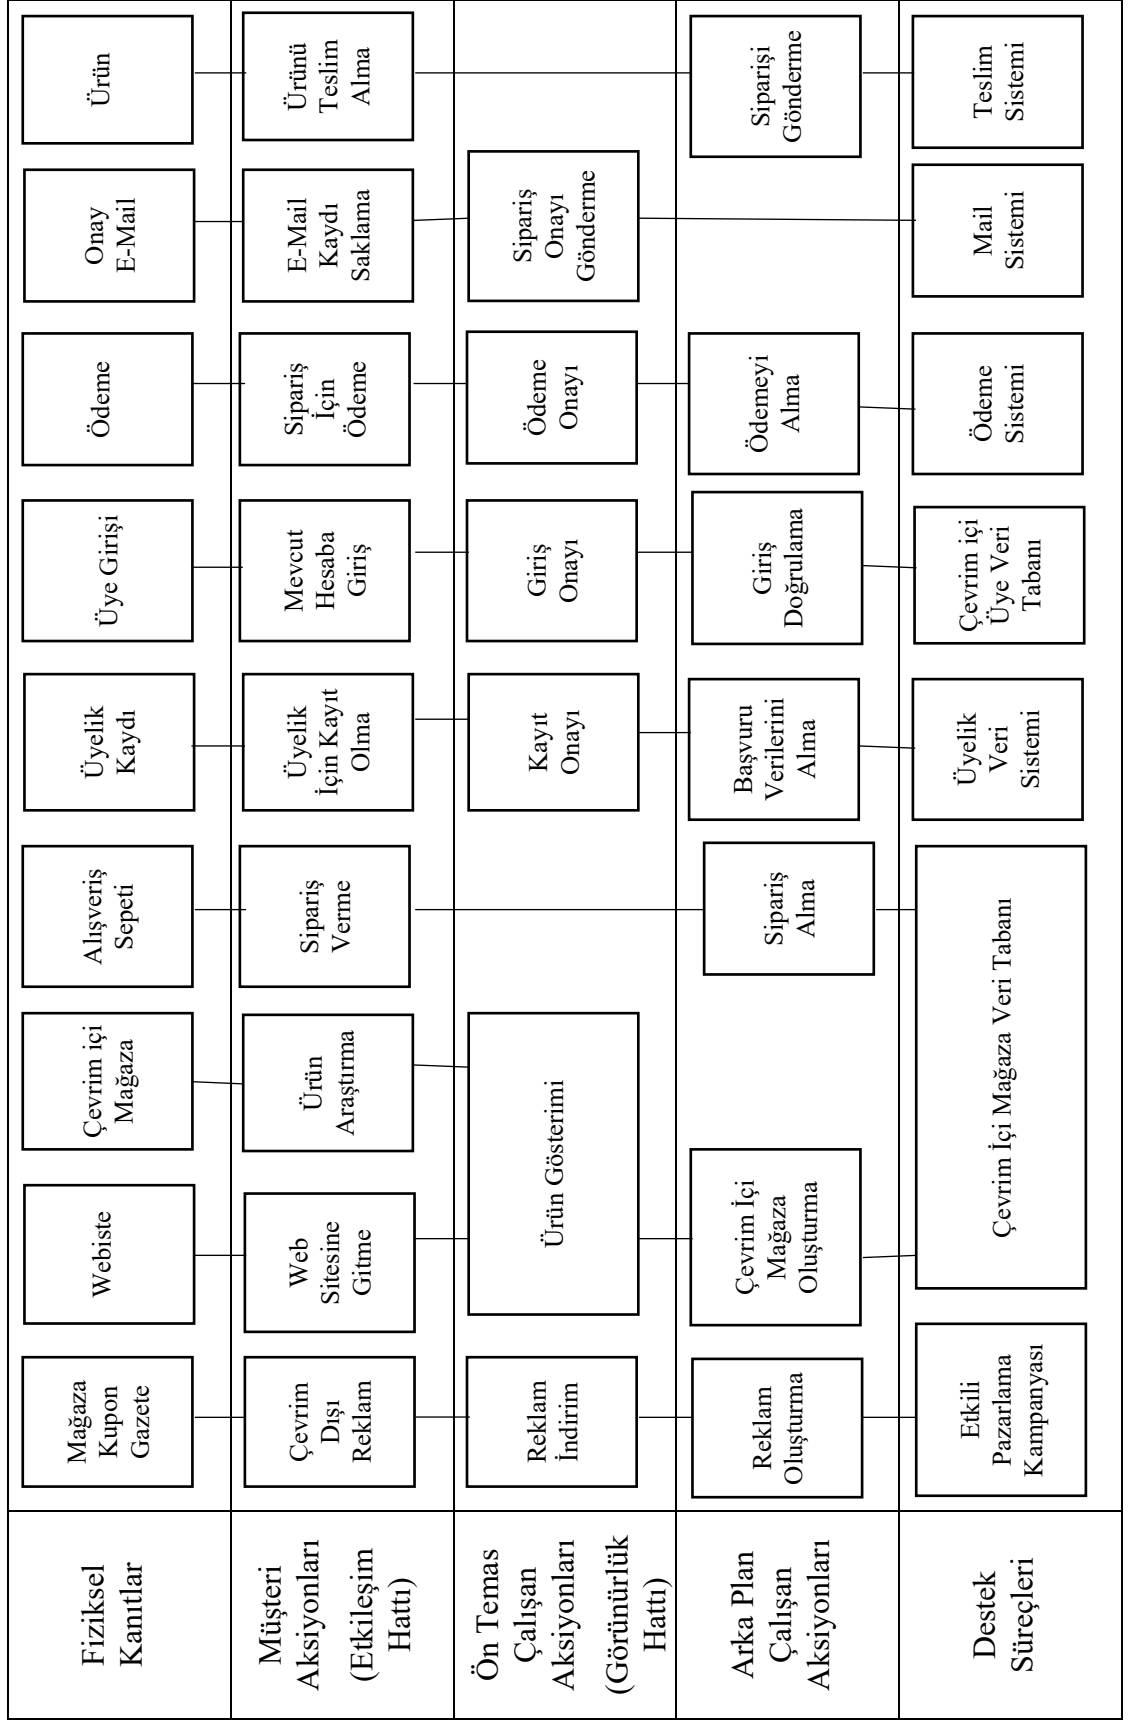 Fiziksel
Kanıtlar
Mağaza
Kupon
Gazete
Webiste
Çevrim içi
Mağaza
Alışveriş
Sepeti
Üyelik
Kaydı
Üye Girişi
Ödeme
Onay
E-Mail
Ürün
Müşteri
Aksiyonları
(Etkileşim
Hattı)
Çevrim
Dışı
Reklam
Web
Sitesine
Gitme
Ürün
Araştırma
Sipariş
Verme
Üyelik
İçin Kayıt
Olma
Mevcut
Hesaba
Giriş
Sipariş
İçin
Ödeme
E-Mail
Kaydı
Saklama
Ürünü
Teslim
Alma
Ön Temas
Çalışan
Aksiyonları
(Görünürlük
Hattı)
Reklam
İndirim
Ürün Gösterimi
Kayıt
Onayı
Giriş
Onayı
Ödeme
Onayı
Sipariş
Onayı
Gönderme
Arka Plan
Çalışan
Aksiyonları
Reklam
Oluşturma
Çevrim İçi
Mağaza
Oluşturma
Sipariş
Alma
Başvuru
Verilerini
Alma
Giriş
Doğrulama
Ödemeyi
Alma
Siparişi
Gönderme
Destek
Süreçleri
Etkili
Pazarlama
Kampanyası
Çevrim İçi Mağaza Veri Tabanı
Üyelik
Veri
Sistemi
Çevrim içi
Üye Veri
Tabanı
Ödeme
Sistemi
Mail
Sistemi
Teslim
Sistemi